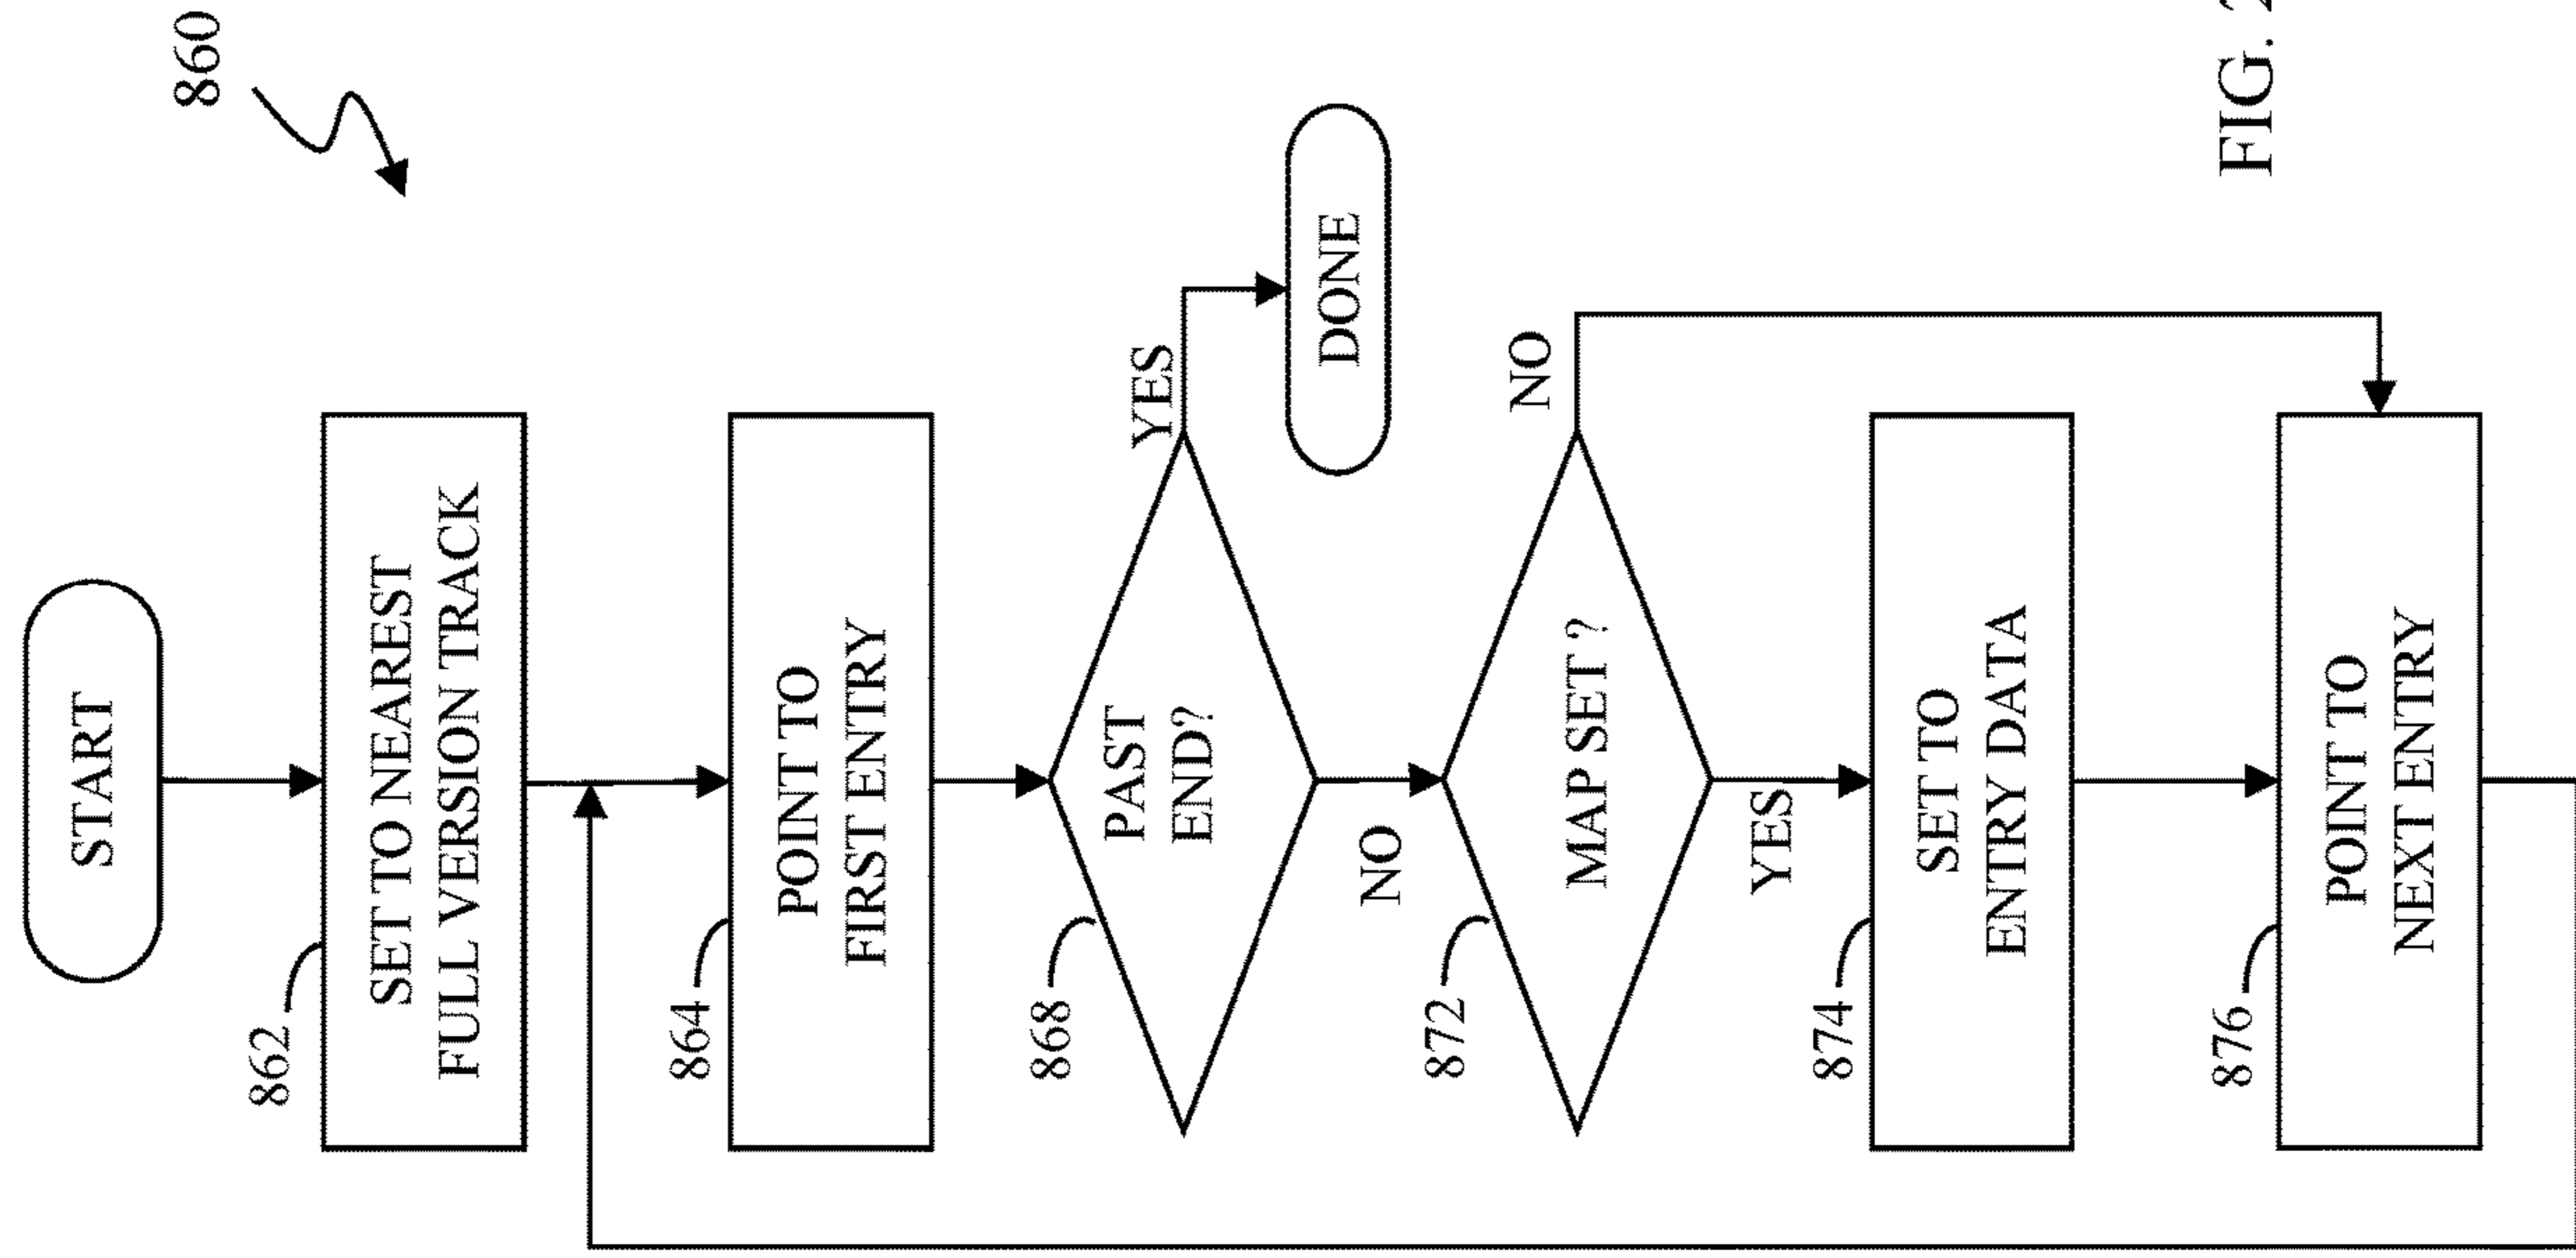 860
START
862
SET TO NEAREST
FULL VERSION TRACK
864
POINT TO
FIRST ENTRY
868
PAST
END?
YES
DONE
NO
872
MAP SET ?
NO
YES
874
SET TO
ENTRY DATA
876
POINT TO
NEXT ENTRY
FIG.